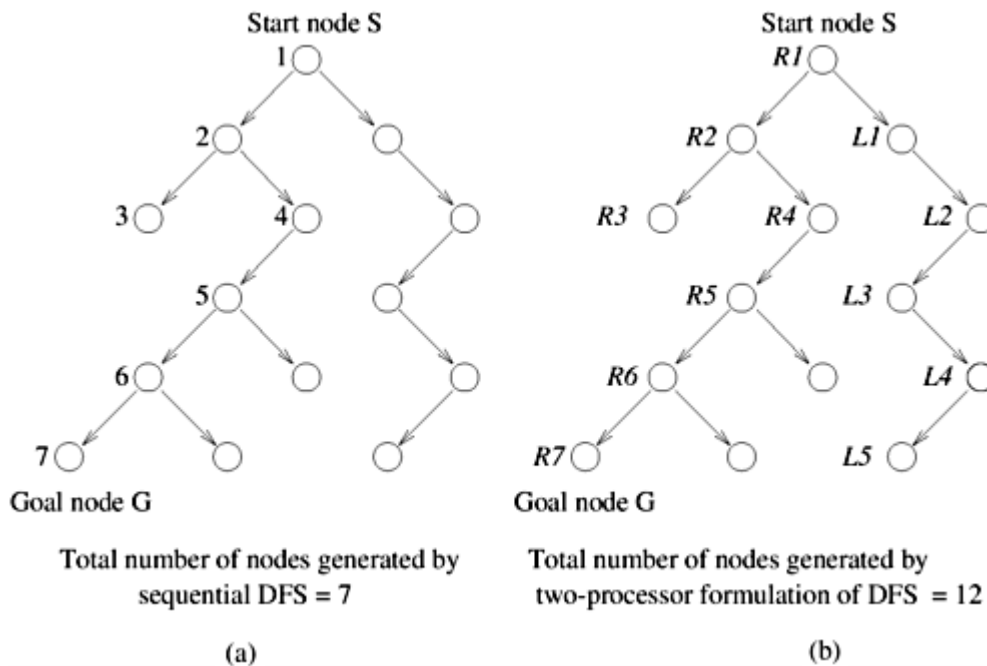 Start node S
1
2
3
4
5
6
7
Goal node G
Total number of nodes generated by
sequential DFS = 7
(a)
Start node S
R1
R2
L1
R3
R4
L2
R5
L3
R6
L4
R7
L5
Goal node G
Total number of nodes generated by
two-processor formulation of DFS = 12
(b)